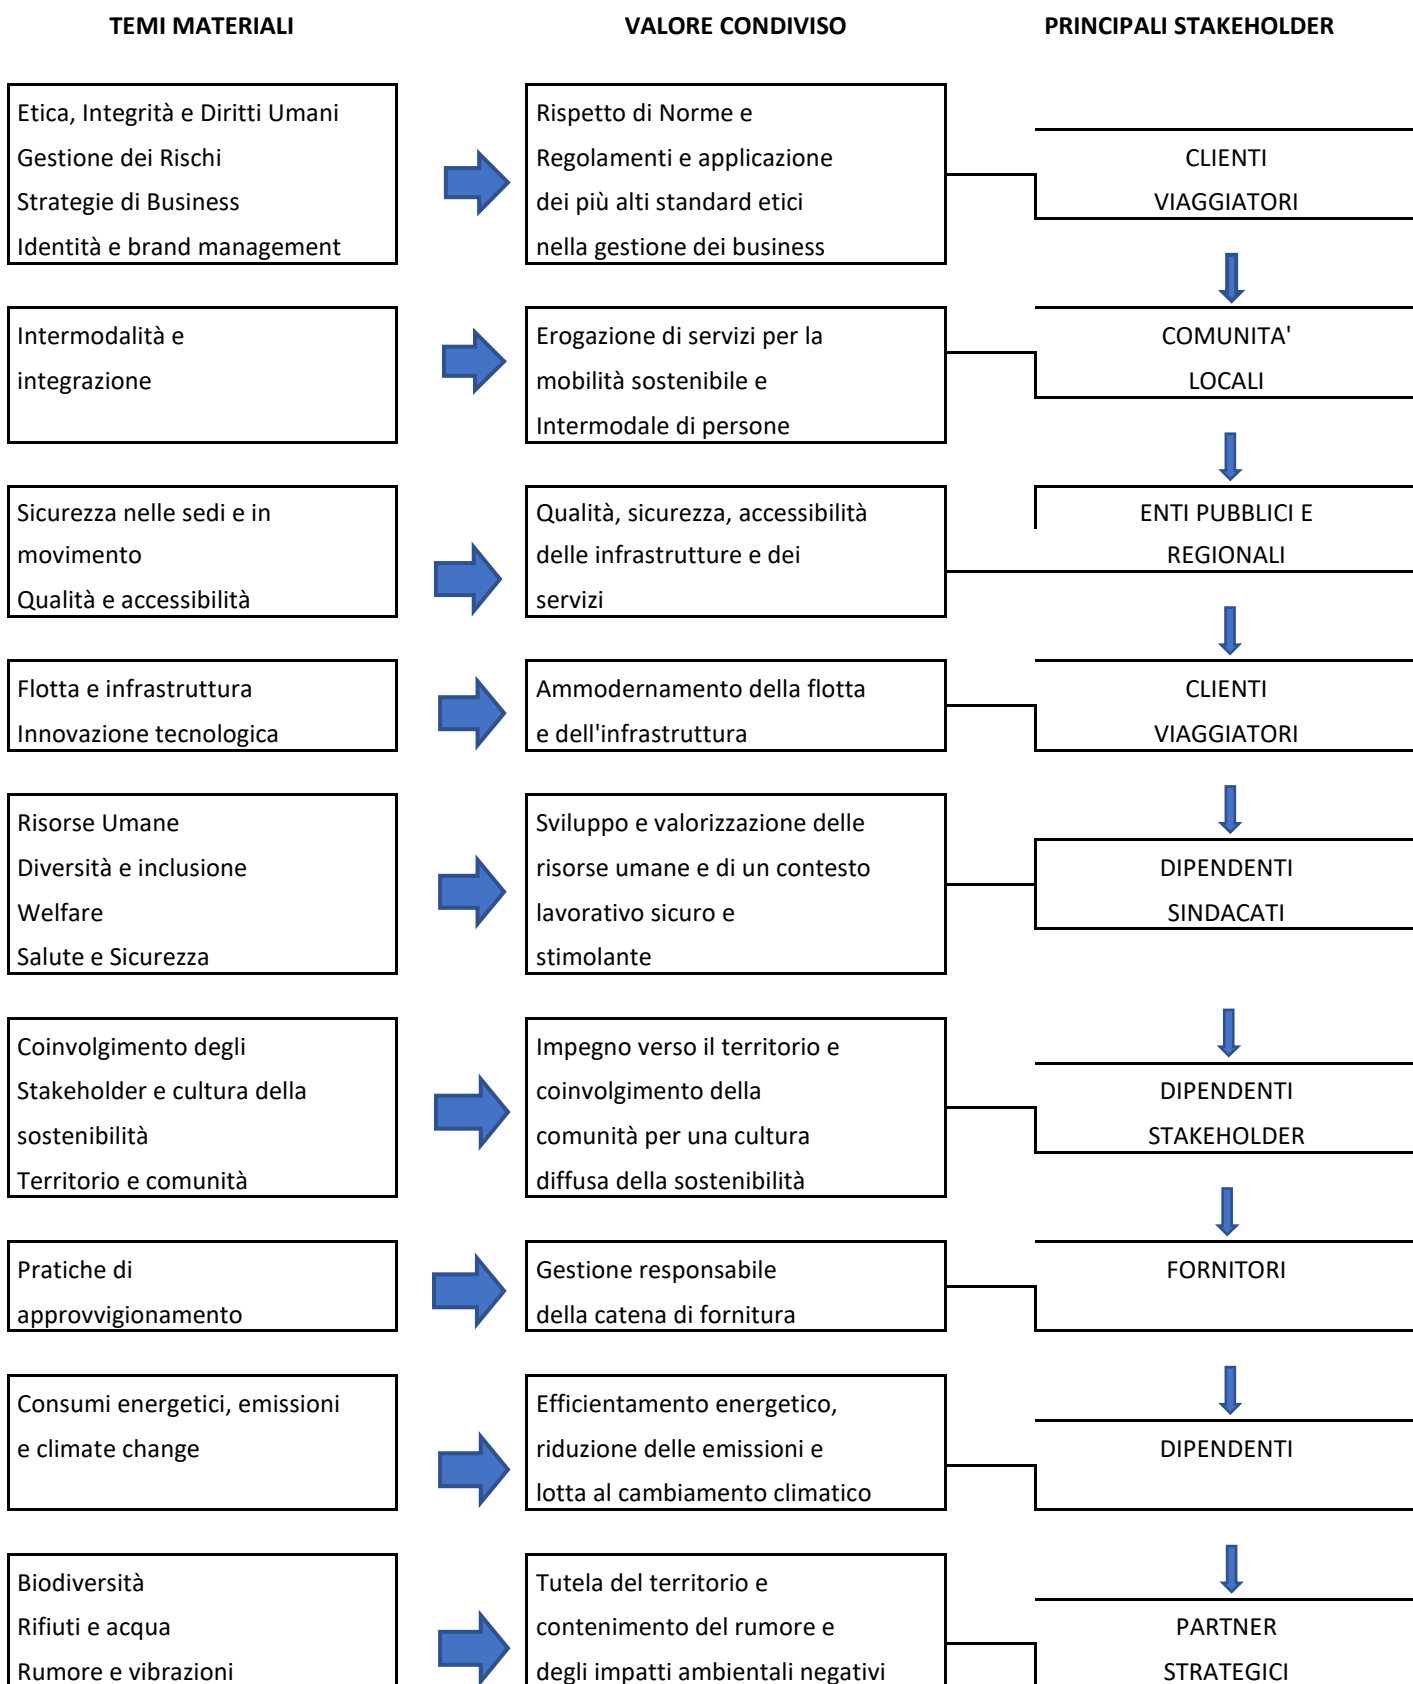 TEMI MATERIALI
VALORE CONDIVISO
PRINCIPALI STAKEHOLDER
Etica, Integrità e Diritti Umani
Gestione dei Rischi
Strategie di Business
Identità e brand management
Rispetto di Norme e
Regolamenti e applicazione
dei più alti standard etici
nella gestione dei business
CLIENTI
VIAGGIATORI
Intermodalità e
integrazione
Erogazione di servizi per la
mobilità sostenibile e
Intermodale di persone
COMUNITA'
LOCALI
Sicurezza nelle sedi e in
movimento
Qualità e accessibilità
Qualità, sicurezza, accessibilità
delle infrastrutture e dei
servizi
ENTI PUBBLICI E
REGIONALI
Flotta e infrastruttura
Innovazione tecnologica
Ammodernamento della flotta
e dell'infrastruttura
CLIENTI
VIAGGIATORI
Risorse Umane
Diversità e inclusione
Welfare
Salute e Sicurezza
Sviluppo e valorizzazione delle
risorse umane e di un contesto
lavorativo sicuro e
stimolante
DIPENDENTI
SINDACATI
Coinvolgimento degli
Stakeholder e cultura della
sostenibilità
Territorio e comunità
Impegno verso il territorio e
coinvolgimento della
comunità per una cultura
diffusa della sostenibilità
DIPENDENTI
STAKEHOLDER
Pratiche di
approvvigionamento
Gestione responsabile
della catena di fornitura
FORNITORI
Consumi energetici, emissioni
e climate change
Efficientamento energetico,
riduzione delle emissioni e
lotta al cambiamento climatico
DIPENDENTI
Biodiversità
Rifiuti e acqua
Rumore e vibrazioni
Tutela del territorio e
contenimento del rumore e
degli impatti ambientali negativi
PARTNER
STRATEGICI